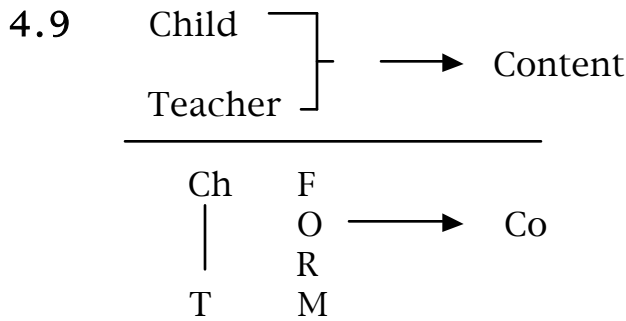 4.9 Child
Content
Teacher
Ch F
O Co
R
T M